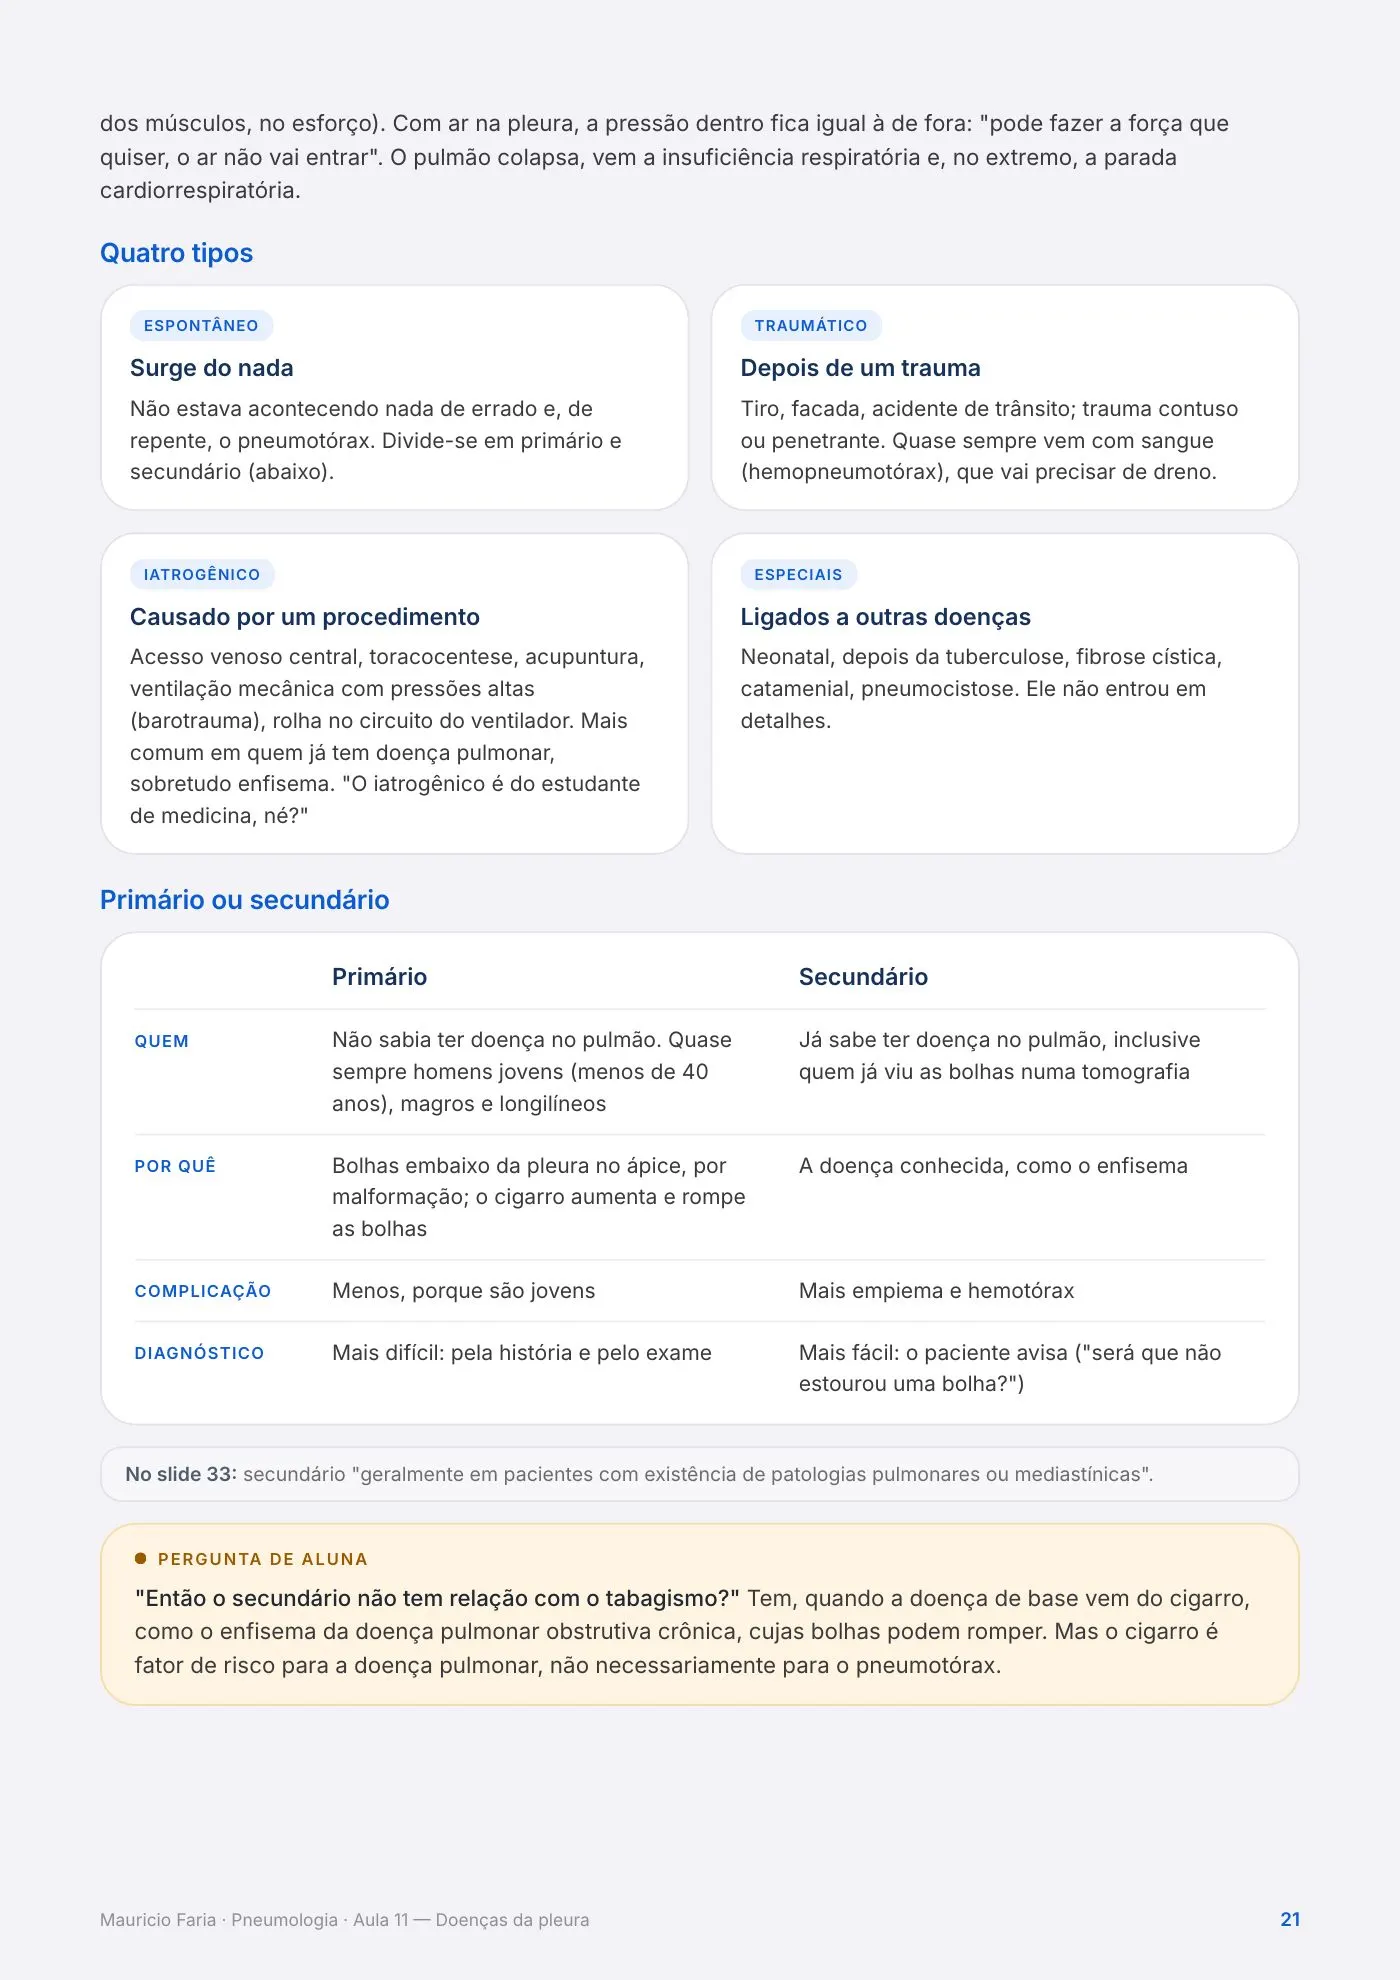 dos músculos, no esforço). Com ar na pleura, a pressão dentro fica igual à de fora: "pode fazer a força que
quiser, o ar não vai entrar". O pulmão colapsa, vem a insuficiência respiratória e, no extremo, a parada
cardiorrespiratória.
Quatro tipos
ESPONTÂNEO
Surge do nada
Não estava acontecendo nada de errado e, de
repente, o pneumotórax. Divide-se em primário e
secundário (abaixo).
TRAUMÁTICO
Depois de um trauma
Tiro, facada, acidente de trânsito; trauma contuso
ou penetrante. Quase sempre vem com sangue
(hemopneumotórax), que vai precisar de dreno.
IATROGÊNICO
Causado por um procedimento
Acesso venoso central, toracocentese, acupuntura,
ventilação mecânica com pressões altas
(barotrauma), rolha no circuito do ventilador. Mais
comum em quem já tem doença pulmonar,
sobretudo enfisema. "O iatrogênico é do estudante
de medicina, né?"
ESPECIAIS
Ligados a outras doenças
Neonatal, depois da tuberculose, fibrose cística,
catamenial, pneumocistose. Ele não entrou em
detalhes.
Primário ou secundário
Primário
Secundário
QUEM
Não sabia ter doença no pulmão. Quase
sempre homens jovens (menos de 40
anos), magros e longilíneos
Já sabe ter doença no pulmão, inclusive
quem já viu as bolhas numa tomografia
POR QUÊ
Bolhas embaixo da pleura no ápice, por
malformação; o cigarro aumenta e rompe
as bolhas
A doença conhecida, como o enfisema
COMPLICAÇÃO
Menos, porque são jovens
Mais empiema e hemotórax
DIAGNÓSTICO
Mais difícil: pela história e pelo exame
Mais fácil: o paciente avisa ("será que não
estourou uma bolha?")
No slide 33: secundário "geralmente em pacientes com existência de patologias pulmonares ou mediastínicas".
PERGUNTA DE ALUNA
"Então o secundário não tem relação com o tabagismo?" Tem, quando a doença de base vem do cigarro,
como o enfisema da doença pulmonar obstrutiva crônica, cujas bolhas podem romper. Mas o cigarro é
fator de risco para a doença pulmonar, não necessariamente para o pneumotórax.
Mauricio Faria · Pneumologia · Aula 11 — Doenças da pleura
21